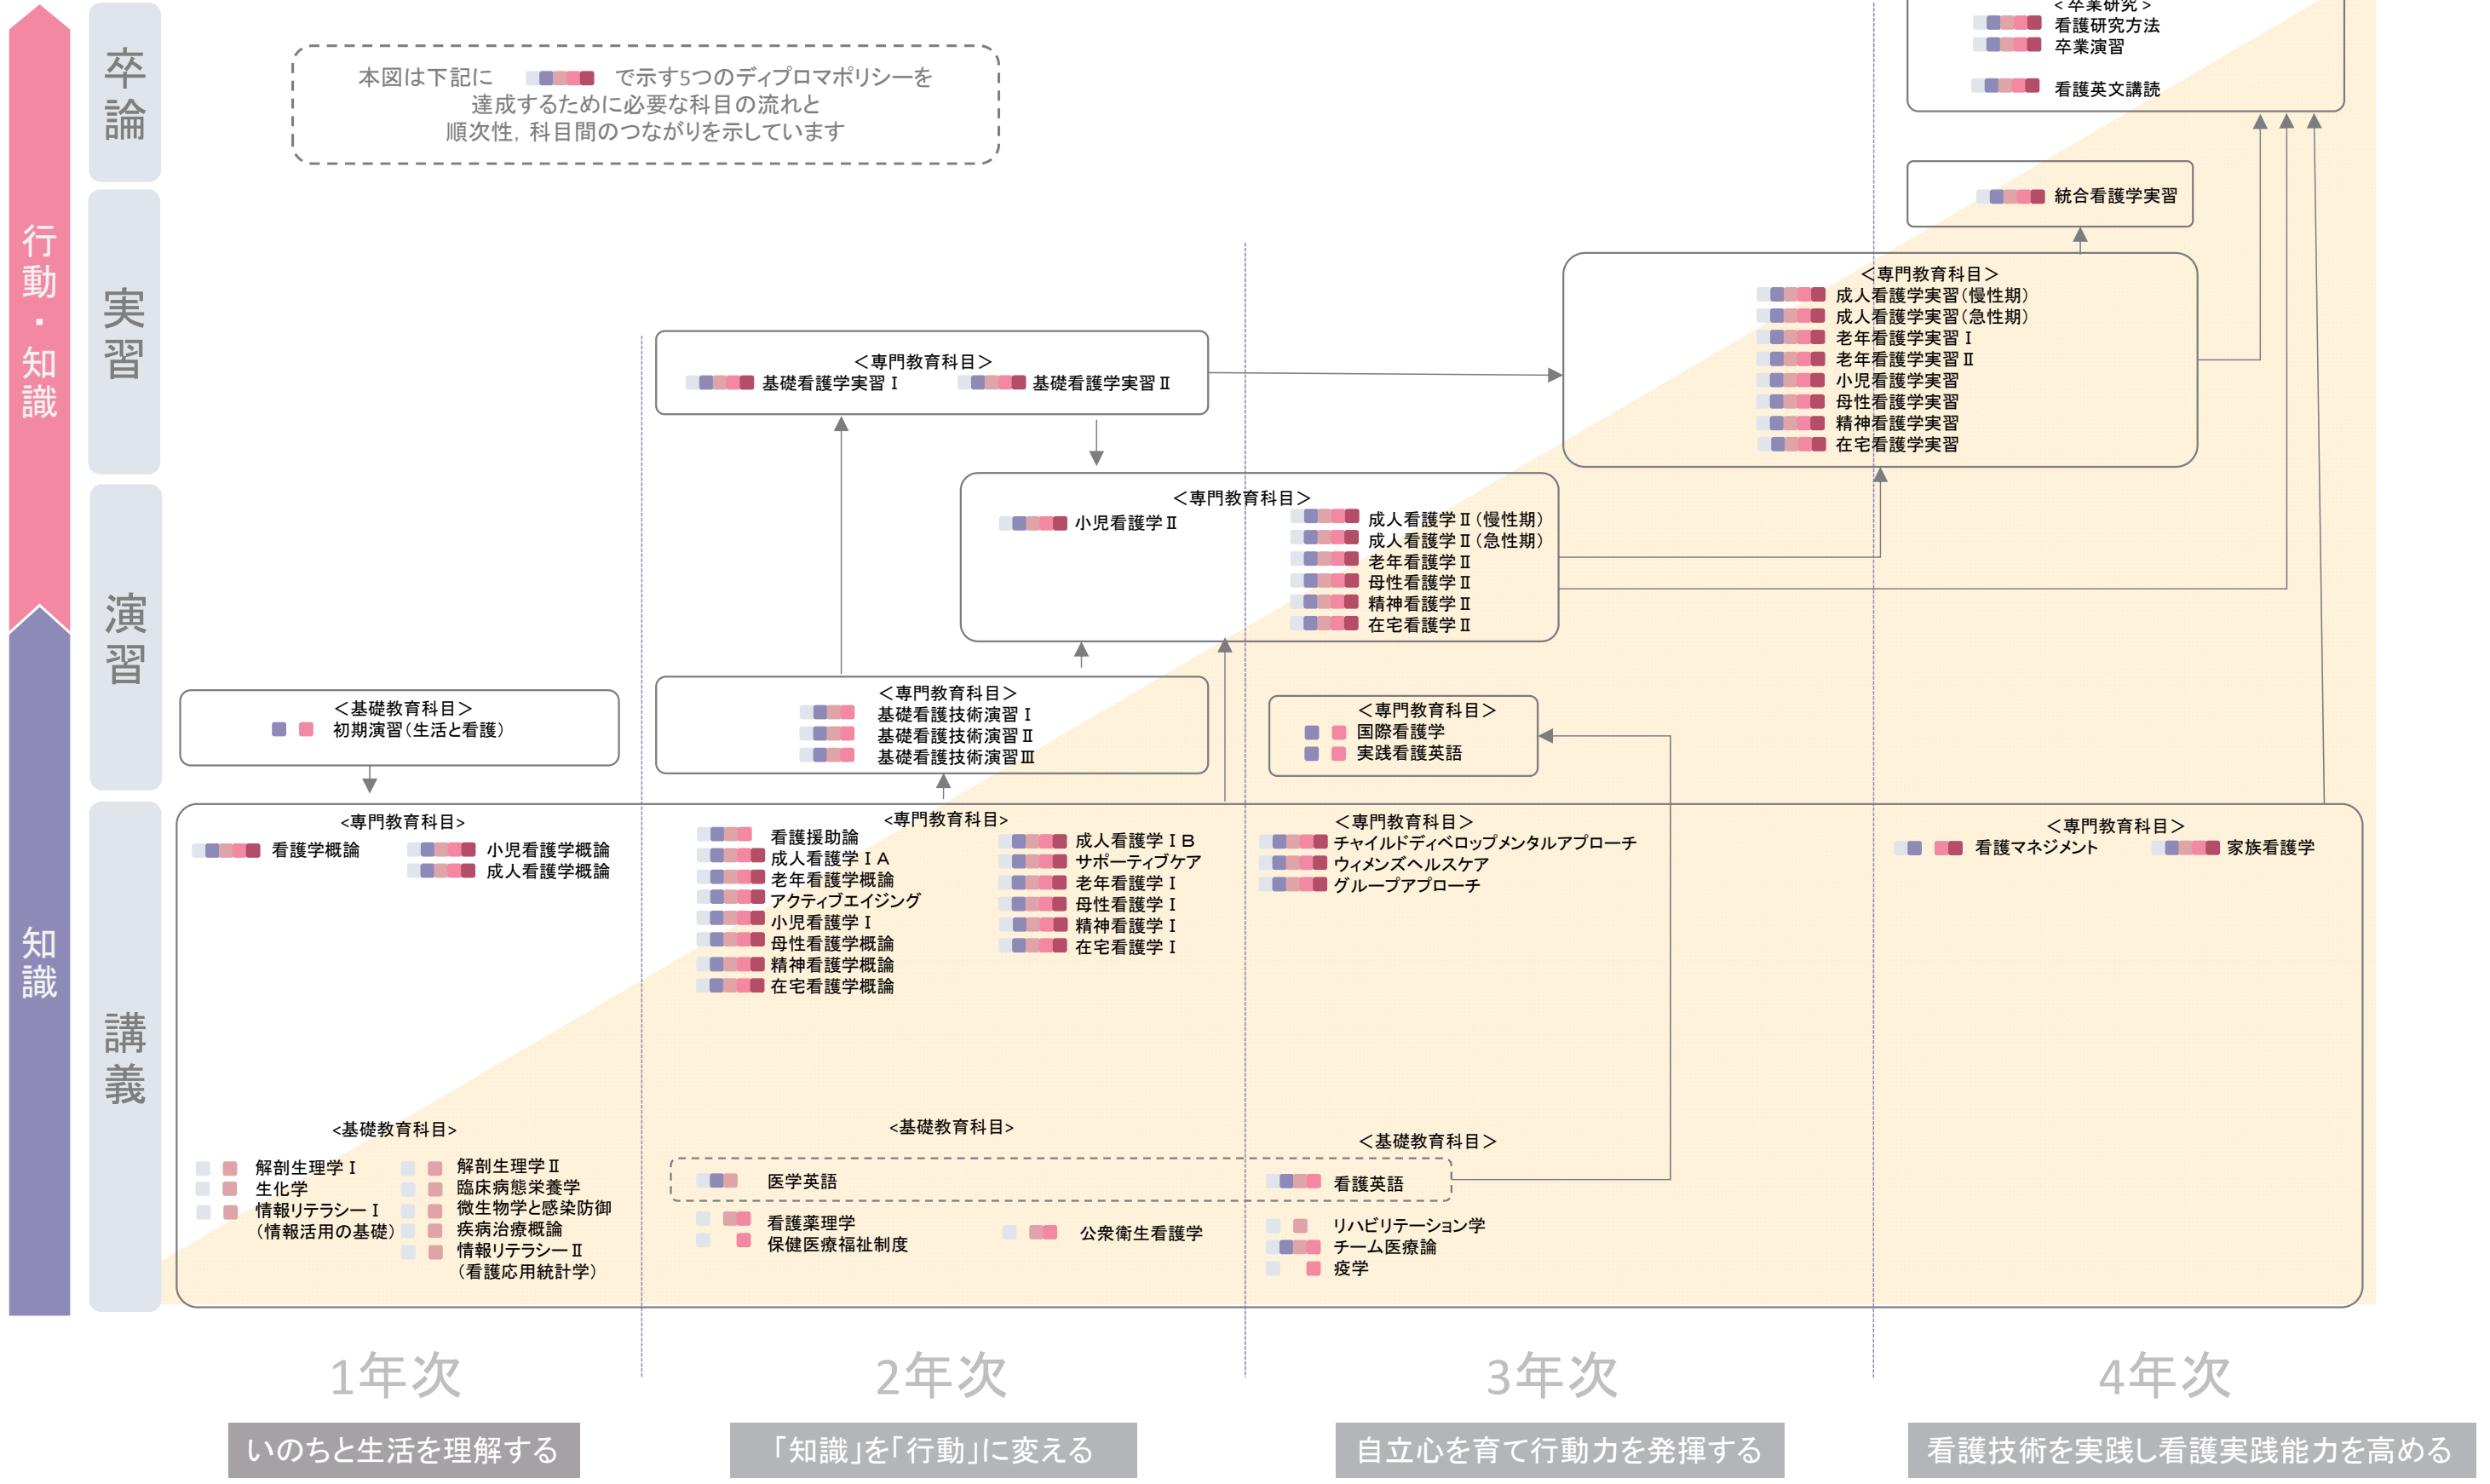 行動・知識
知識
卒論
実習
演習
講義
本図は下記に　で示す5つのディプロマポリシーを
達成するために必要な科目の流れと
順次性，科目間のつながりを示しています
<卒業研究>
看護研究方法
卒業演習
看護英文講読
統合看護学実習
＜専門教育科目＞
成人看護学実習（慢性期）
成人看護学実習（急性期）
老年看護学実習Ⅰ
老年看護学実習Ⅱ
小児看護学実習
母性看護学実習
精神看護学実習
在宅看護学実習
＜専門教育科目＞
基礎看護学実習Ⅰ
基礎看護学実習Ⅱ
＜専門教育科目＞
小児看護学Ⅱ
成人看護学Ⅱ（慢性期）
成人看護学Ⅱ（急性期）
老年看護学Ⅱ
母性看護学Ⅱ
精神看護学Ⅱ
在宅看護学Ⅱ
＜基礎教育科目＞
初期演習（生活と看護）
＜専門教育科目＞
基礎看護技術演習Ⅰ
基礎看護技術演習Ⅱ
基礎看護技術演習Ⅲ
＜専門教育科目＞
国際看護学
実践看護英語
<専門教育科目>
看護学概論
小児看護学概論
成人看護学概論
<専門教育科目>
看護援助論
成人看護学ⅠA
老年看護学概論
アクティブエイジング
小児看護学Ⅰ
母性看護学概論
精神看護学概論
在宅看護学概論
成人看護学ⅠB
サポーティブケア
老年看護学Ⅰ
母性看護学Ⅰ
精神看護学Ⅰ
在宅看護学Ⅰ
＜専門教育科目＞
チャイルドディベロップメンタルアプローチ
ウィメンズヘルスケア
グループアプローチ
＜専門教育科目＞
看護マネジメント
家族看護学
<基礎教育科目>
解剖生理学Ⅰ
生化学
情報リテラシーⅠ
（情報活用の基礎）
解剖生理学Ⅱ
臨床病態栄養学
微生物学と感染防御
疾病治療概論
情報リテラシーⅡ
（看護応用統計学）
<基礎教育科目>
医学英語
看護薬理学
保健医療福祉制度
公衆衛生看護学
＜基礎教育科目＞
看護英語
リハビリテーション学
チーム医療論
疫学
1年次
2年次
3年次
4年次
いのちと生活を理解する
「知識」を「行動」に変える
自立心を育て行動力を発揮する
看護技術を実践し看護実践能力を高める